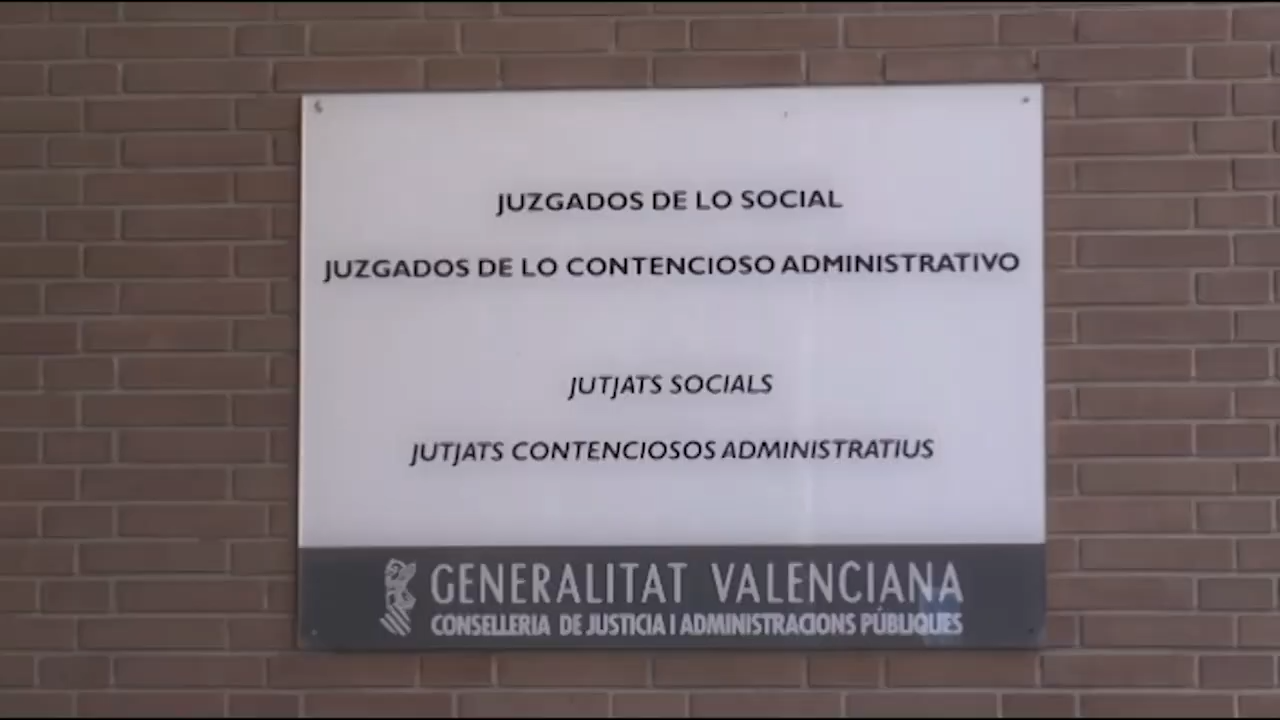 JUZGADOS DE LO SOCIAL
JUZGADOS DE LO CONTENCIOSO ADMINISTRATIVO
JUTJATS SOCIALS
JUTJATS CONTENCIOSOS ADMINISTRATIUS
GENERALITAT VALENCIANA
CONSELLERIA DE JUSTICIA I ADMINISTRACIONS PÚBLIQUES